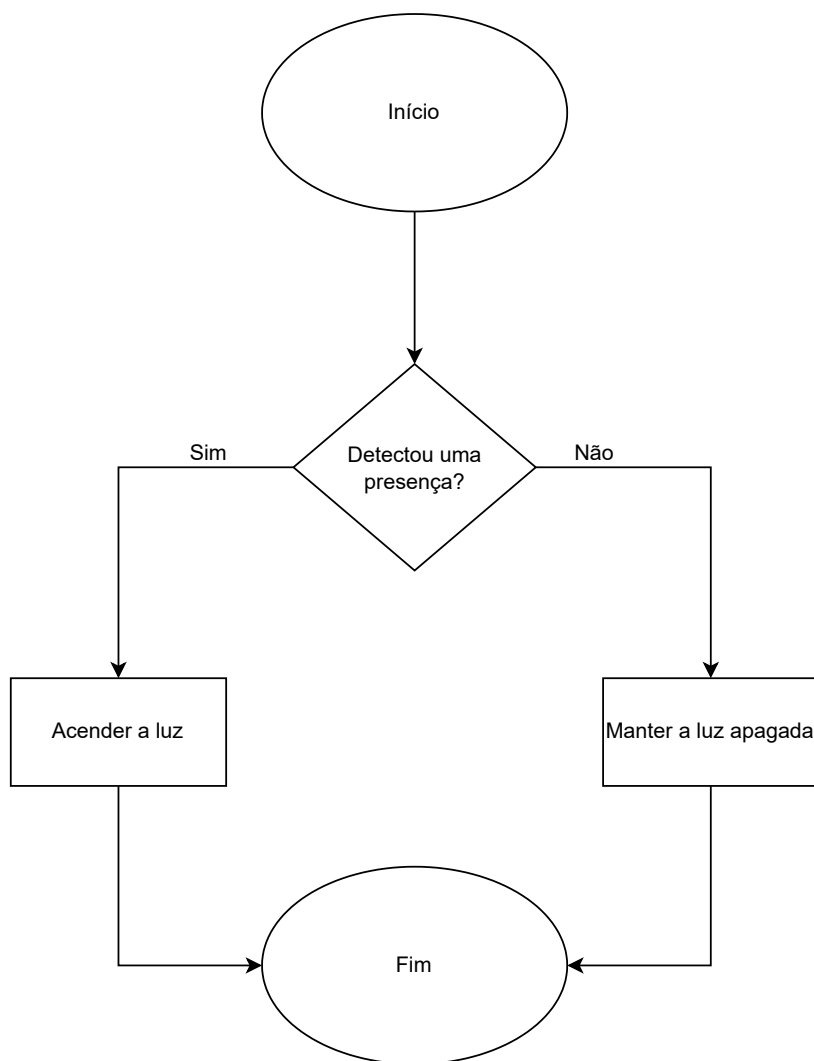 Início
Sim
Detectou uma
presença?
Não
Acender a luz
Manter a luz apagada
Fim